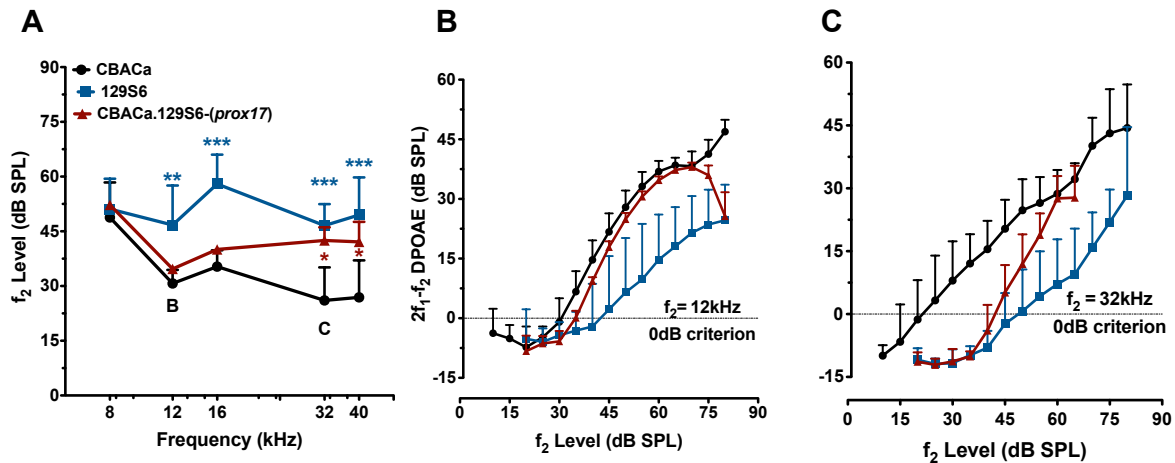 A
B
C
CBACa
129S6
CBACa.129S6-(prox17)
f2 Level (dB SPL)
90
75
60
45
30
15
0
***
**
***
***
*
*
B
C
8
12
16
32
40
Frequency (kHz)
2f1-f2 DPOAE (dB SPL)
60
45
30
15
0
-15
f2= 12kHz
0dB criterion
0
15
30
45
60
75
90
f2 Level (dB SPL)
60
45
30
15
0
-15
f2 = 32kHz
0dB criterion
0
15
30
45
60
75
90
f2 Level (dB SPL)